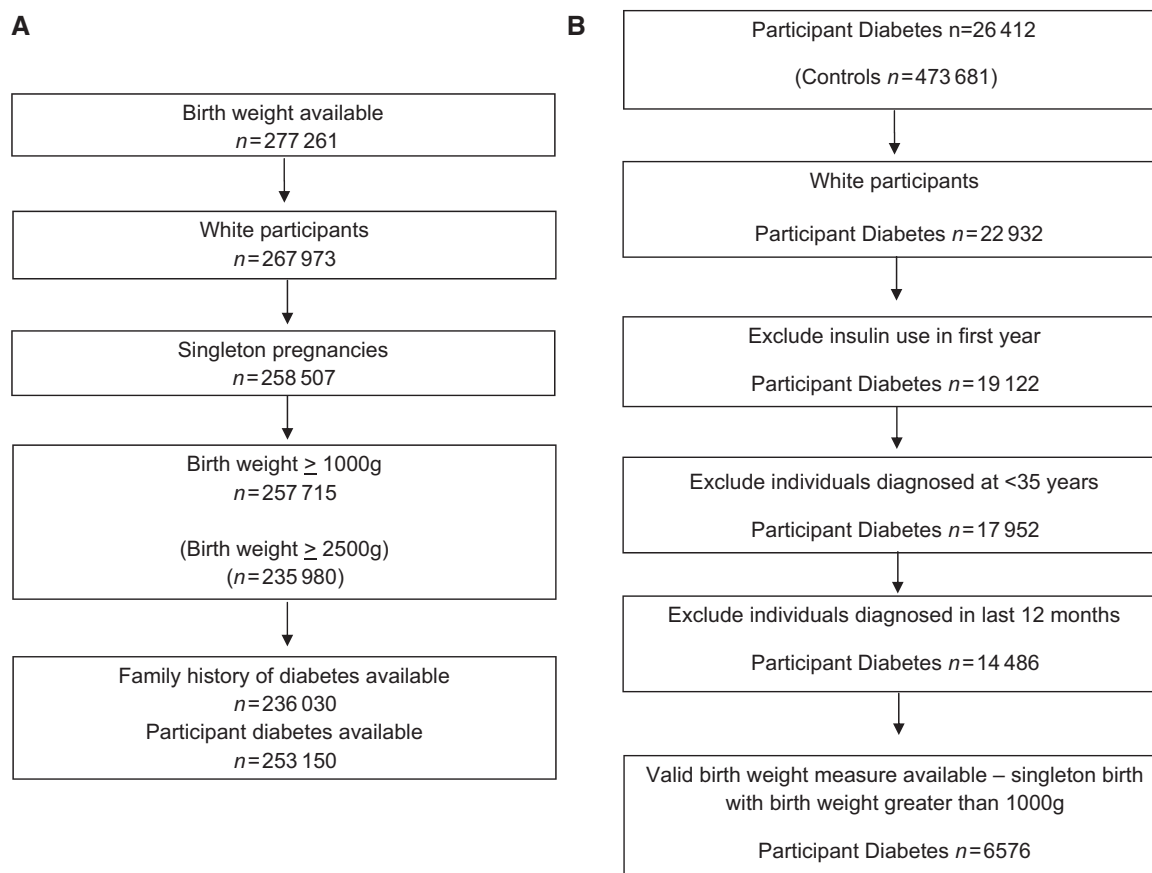 A
Birth weight available
n=277 261
White participants
n=267 973
Singleton pregnancies
n=258 507
Birth weight ≥ 1000g
n=257 715
(Birth weight ≥ 2500g)
(n=235 980)
Family history of diabetes available
n=236 030
Participant diabetes available
n=253 150
B
Participant Diabetes n=26 412
(Controls n=473 681)
White participants
Participant Diabetes n=22 932
Exclude insulin use in first year
Participant Diabetes n=19 122
Exclude individuals diagnosed at <35 years
Participant Diabetes n=17 952
Exclude individuals diagnosed in last 12 months
Participant Diabetes n=14 486
Valid birth weight measure available – singleton birth
with birth weight greater than 1000g
Participant Diabetes n=6576